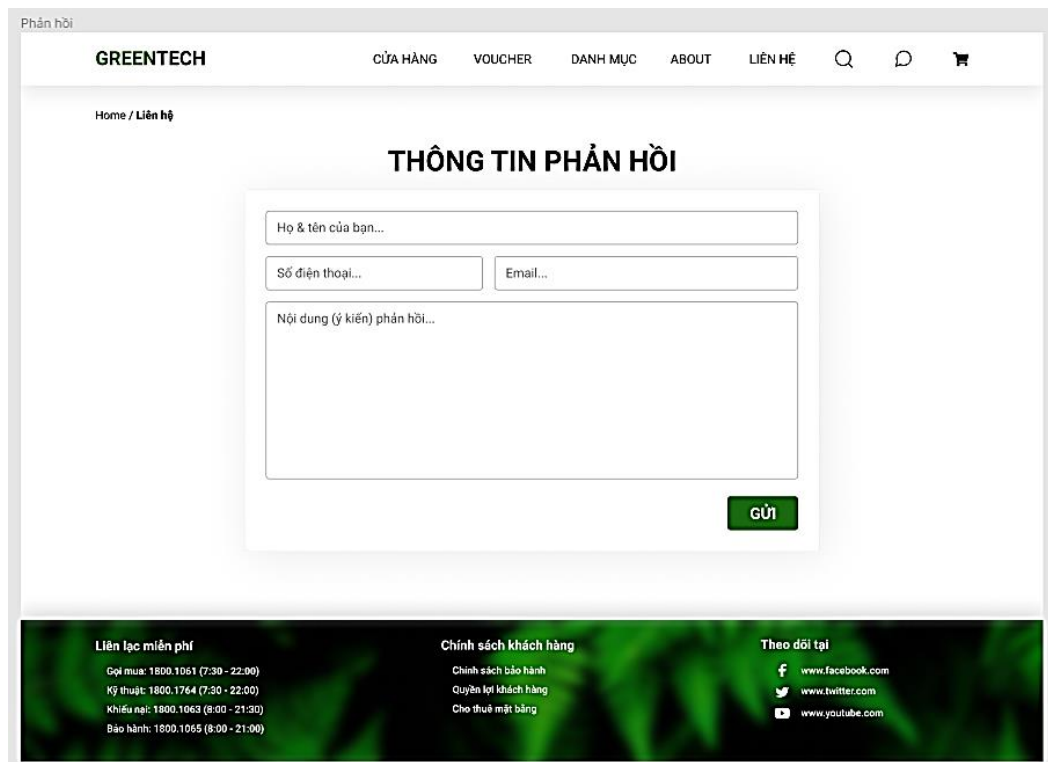 Phản hồi
GREENTECH
CỬA HÀNG
VOUCHER
DANH MỤC
ABOUT
LIÊN HỆ
Home / Liên hệ
THÔNG TIN PHẢN HỒI
Họ & tên của bạn...
Số điện thoại...
Email...
Nội dung (ý kiến) phản hồi...
GỬI
Liên lạc miễn phí
Gọi mua: 1800.1061 (7:30 - 22:00)
Kỹ thuật: 1800.1764 (7:30 - 22:00)
Khiếu nại: 1800.1063 (8:00 - 21:30)
Bảo hành: 1800.1065 (8:00 - 21:00)
Chính sách khách hàng
Chính sách bảo hành
Quyền lợi khách hàng
Cho thuê mặt bằng
Theo dõi tại
www.facebook.com
www.twitter.com
www.youtube.com